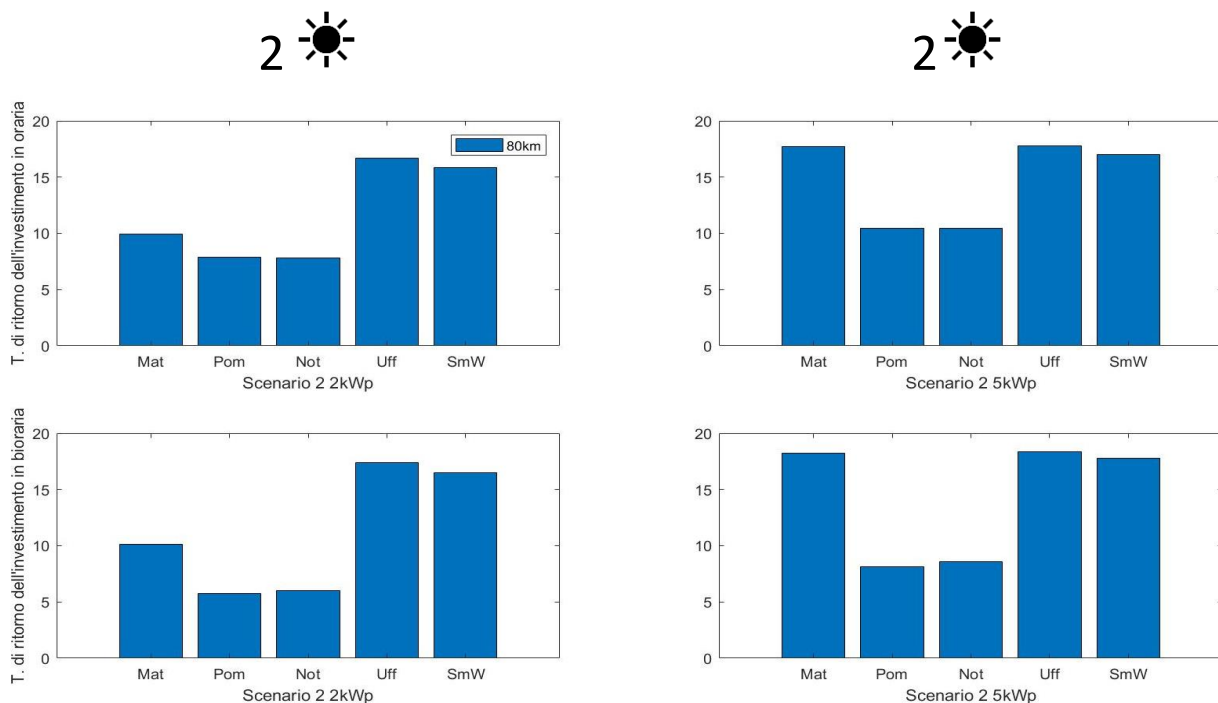 2
2
T. di ritorno dell'investimento in oraria
20
15
10
5
0
80km
Mat Pom Not Uff SmW
Scenario 2 2kWp
20
15
10
5
0
Mat Pom Not Uff SmW
Scenario 2 5kWp
T. di ritorno dell'investimento in bioraria
20
15
10
5
0
Mat Pom Not Uff SmW
Scenario 2 2kWp
20
15
10
5
0
Mat Pom Not Uff SmW
Scenario 2 5kWp